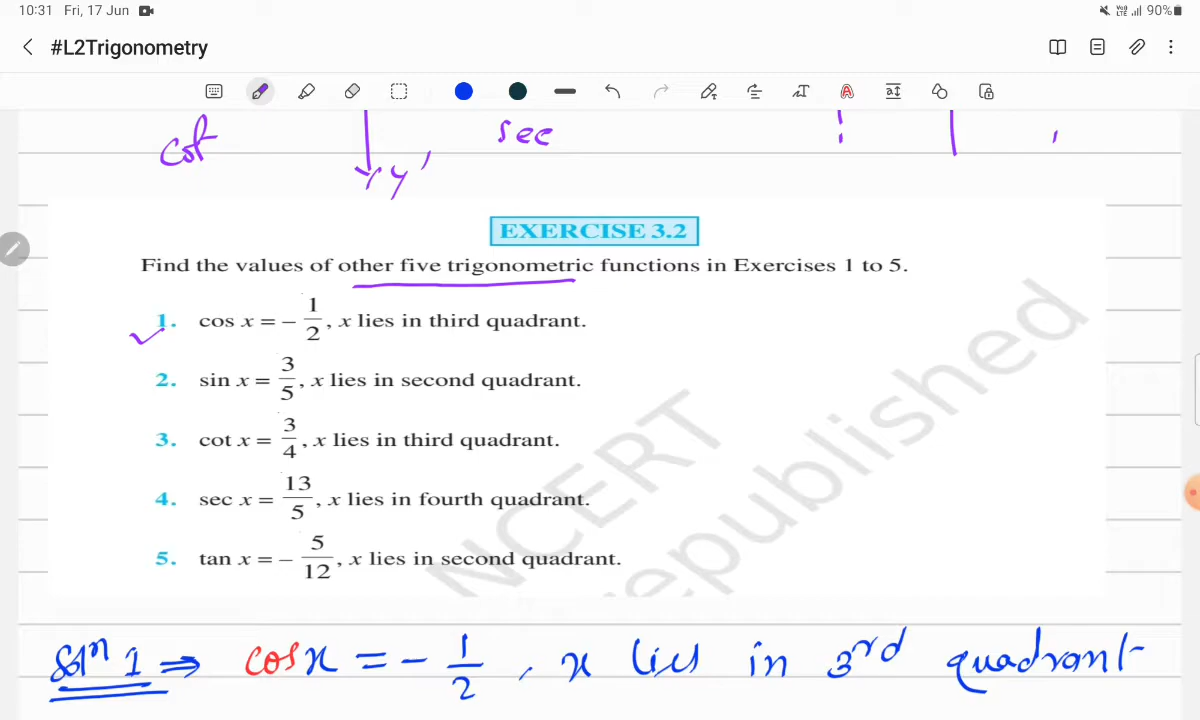 10:31 Fri, 17 Jun 90%
#L2Trigonometry
cot sec
y'
EXERCISE 3.2
Find the values of other five trigonometric functions in Exercises 1 to 5.
1. cos x = – 1/2, x lies in third quadrant.
2. sin x = 3/5, x lies in second quadrant.
3. cot x = 3/4, x lies in third quadrant.
4. sec x = 13/5, x lies in fourth quadrant.
5. tan x = – 5/12, x lies in second quadrant.
NCERT
republished
Solⁿ 1 ⇒ cos x = – 1/2, x lies in 3rd quadrant